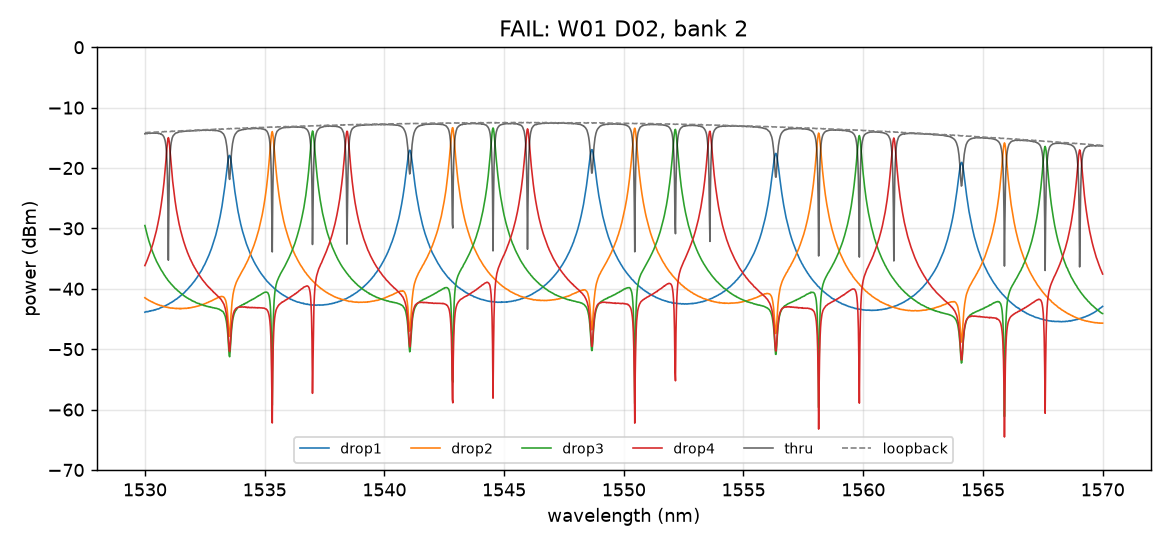 FAIL: W01 D02, bank 2
power (dBm)
0
−10
−20
−30
−40
−50
−60
−70
drop1 drop2 drop3 drop4 thru loopback
1530 1535 1540 1545 1550 1555 1560 1565 1570
wavelength (nm)